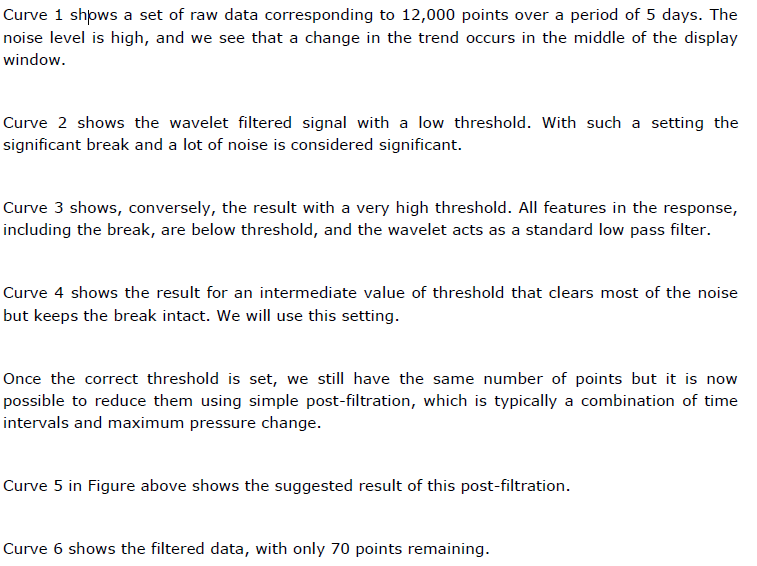 Curve 1 shows a set of raw data corresponding to 12,000 points over a period of 5 days. The
noise level is high, and we see that a change in the trend occurs in the middle of the display
window.
Curve 2 shows the wavelet filtered signal with a low threshold. With such a setting the
significant break and a lot of noise is considered significant.
Curve 3 shows, conversely, the result with a very high threshold. All features in the response,
including the break, are below threshold, and the wavelet acts as a standard low pass filter.
Curve 4 shows the result for an intermediate value of threshold that clears most of the noise
but keeps the break intact. We will use this setting.
Once the correct threshold is set, we still have the same number of points but it is now
possible to reduce them using simple post-filtration, which is typically a combination of time
intervals and maximum pressure change.
Curve 5 in Figure above shows the suggested result of this post-filtration.
Curve 6 shows the filtered data, with only 70 points remaining.